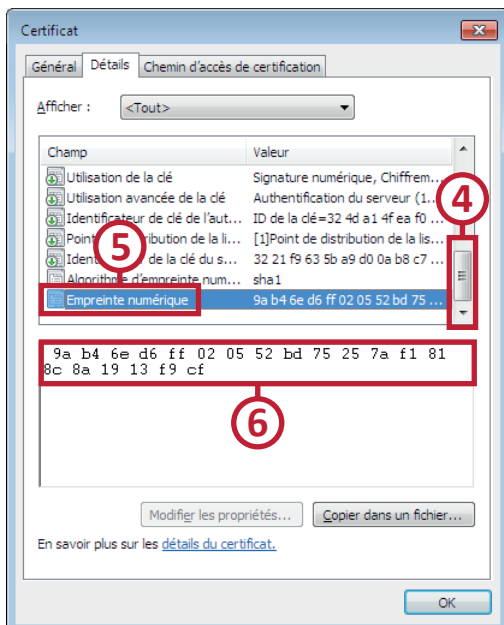 Certificat
Général Détails Chemin d'accès de certification
Afficher : <Tout>
Champ Valeur
Utilisation de la clé Signature numérique, Chiffrem...
Utilisation avancée de la clé Authentification du serveur (1...
Identificateur de clé de l'aut... ID de la clé=32 4d a1 4f ea f0
4
Point ribution de la li... [1]Point de distribution de la lis...
5
Iden de clé du s... 32 21 f9 63 5b a9 d0 0a b8 c7 ...
Algorithme d'empreinte num... sha1
Empreinte numérique 9a b4 6e d6 ff 02 05 52 bd 75 ...
9a b4 6e d6 ff 02 05 52 bd 75 25 7a f1 81
8c 8a 19 13 f9 cf
6
Modifier les propriétés... Copier dans un fichier...
En savoir plus sur les détails du certificat.
OK